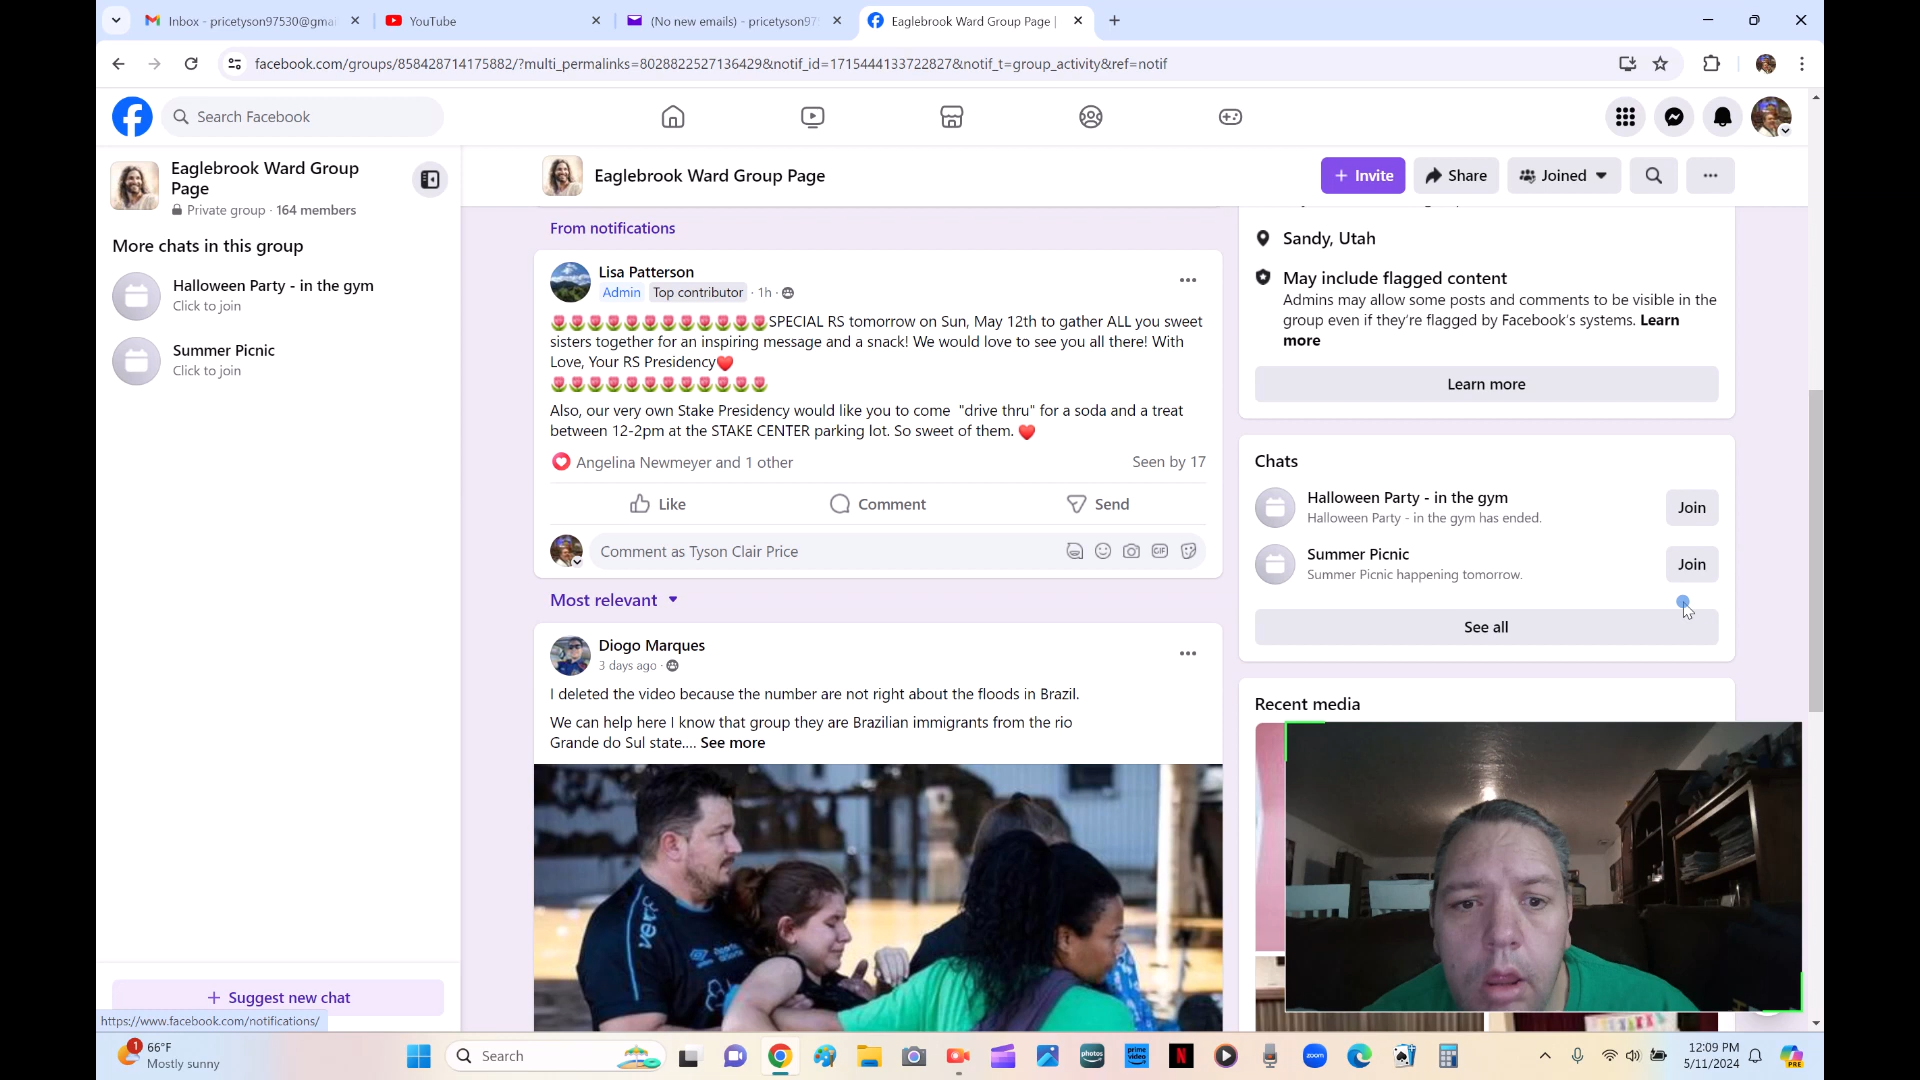 Inbox - pricetyson97530@gmai
YouTube
(No new emails) - pricetyson97
Eaglebrook Ward Group Page |
facebook.com/groups/858428714175882/?multi_permalinks=8028822527136429&notif_id=1715444133722827&notif_t=group_activity&ref=notif
Search Facebook
Eaglebrook Ward Group
Page
Private group · 164 members
More chats in this group
Halloween Party - in the gym
Click to join
Summer Picnic
Click to join
+ Suggest new chat
https://www.facebook.com/notifications/
Eaglebrook Ward Group Page
+ Invite
Share
Joined
From notifications
Lisa Patterson
Admin Top contributor · 1h ·
🌷🌷🌷🌷🌷🌷🌷🌷🌷🌷🌷🌷SPECIAL RS tomorrow on Sun, May 12th to gather ALL you sweet
sisters together for an inspiring message and a snack! We would love to see you all there! With
Love, Your RS Presidency❤️
🌷🌷🌷🌷🌷🌷🌷🌷🌷🌷🌷🌷
Also, our very own Stake Presidency would like you to come "drive thru" for a soda and a treat
between 12-2pm at the STAKE CENTER parking lot. So sweet of them. ❤️
Angelina Newmeyer and 1 other
Seen by 17
Like
Comment
Send
Comment as Tyson Clair Price
GIF
Most relevant
Diogo Marques
3 days ago ·
I deleted the video because the number are not right about the floods in Brazil.
We can help here I know that group they are Brazilian immigrants from the rio
Grande do Sul state.... See more
Sandy, Utah
May include flagged content
Admins may allow some posts and comments to be visible in the
group even if they're flagged by Facebook's systems. Learn
more
Learn more
Chats
Halloween Party - in the gym
Halloween Party - in the gym has ended.
Join
Summer Picnic
Summer Picnic happening tomorrow.
Join
See all
Recent media
1
66°F
Mostly sunny
Search
photos
prime video
N
zoom
12:09 PM
5/11/2024
PRE